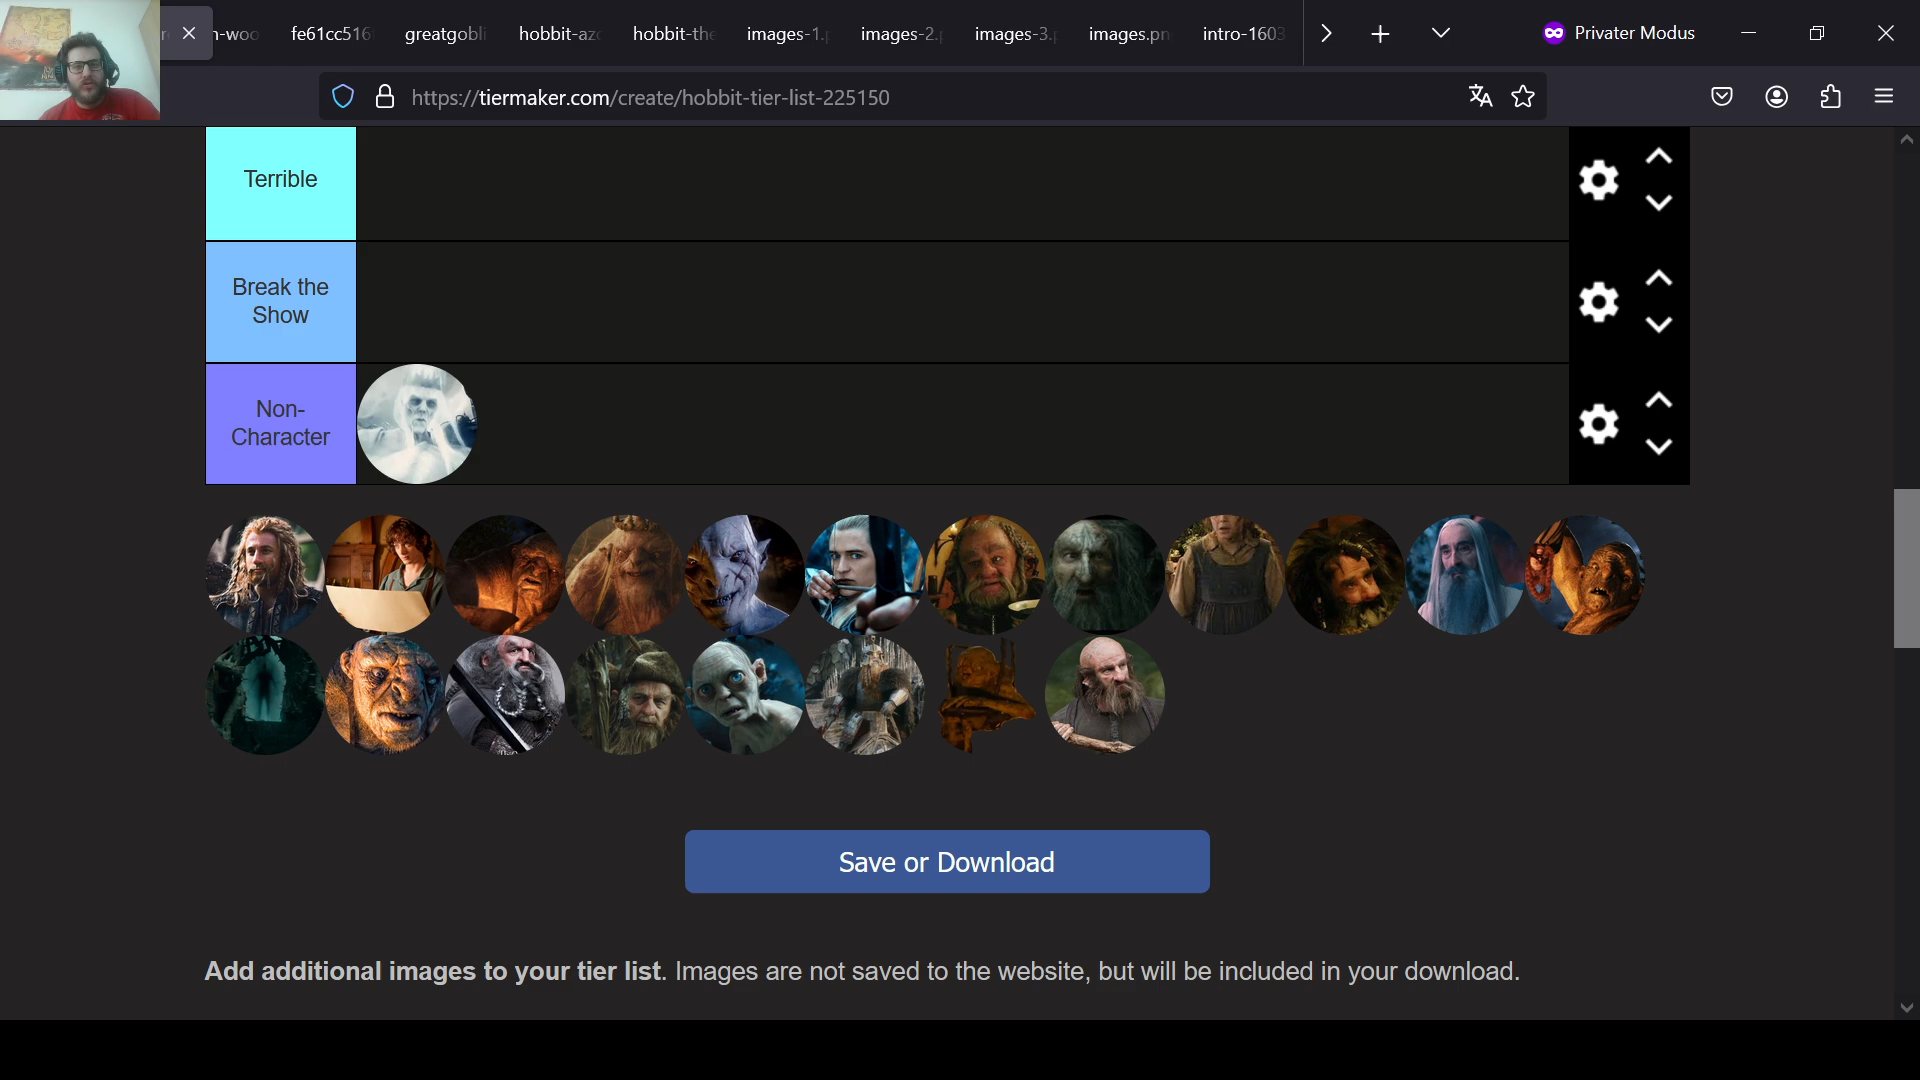 n-woo
fe61cc516
greatgobli
hobbit-azo
hobbit-the
images-1.p
images-2.p
images-3.p
images.pn
intro-1603
Privater Modus
https://tiermaker.com/create/hobbit-tier-list-225150
Terrible
Break the
Show
Non-
Character
Save or Download
Add additional images to your tier list. Images are not saved to the website, but will be included in your download.